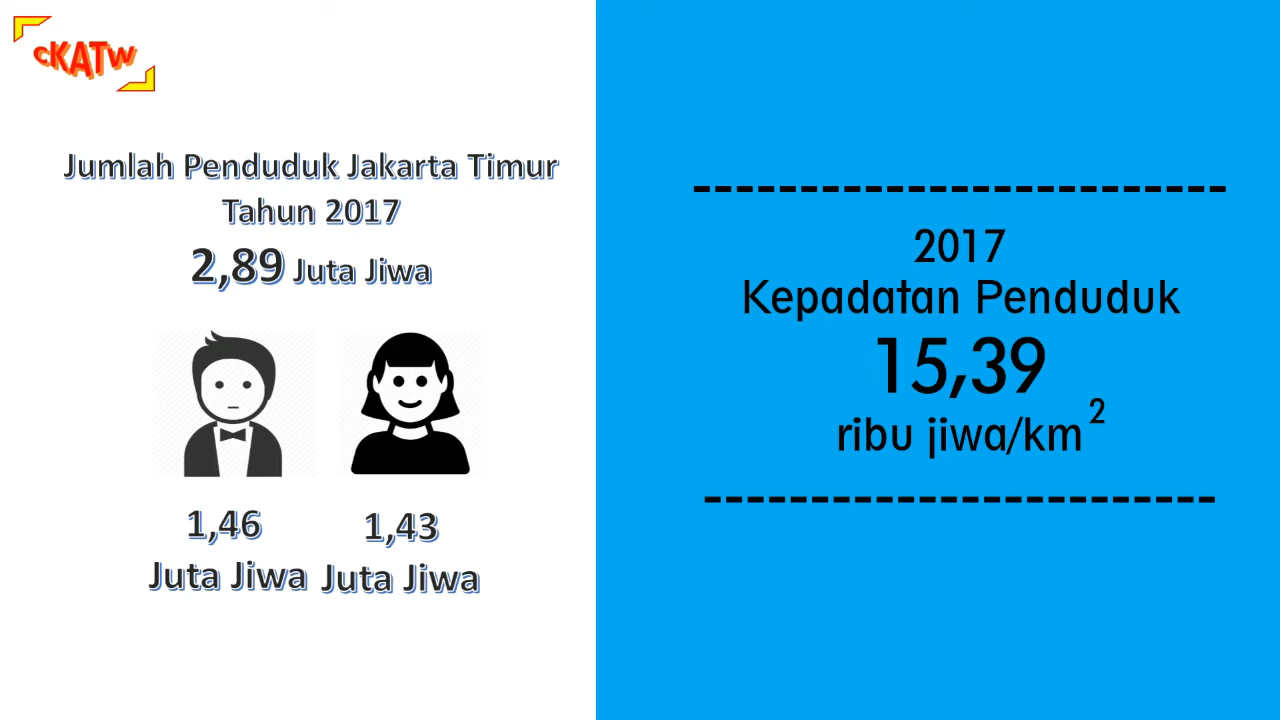 cKATW
Jumlah Penduduk Jakarta Timur
Tahun 2017
2,89 Juta Jiwa
1,46
Juta Jiwa
1,43
Juta Jiwa
2017
Kepadatan Penduduk
15,39
ribu jiwa/km²